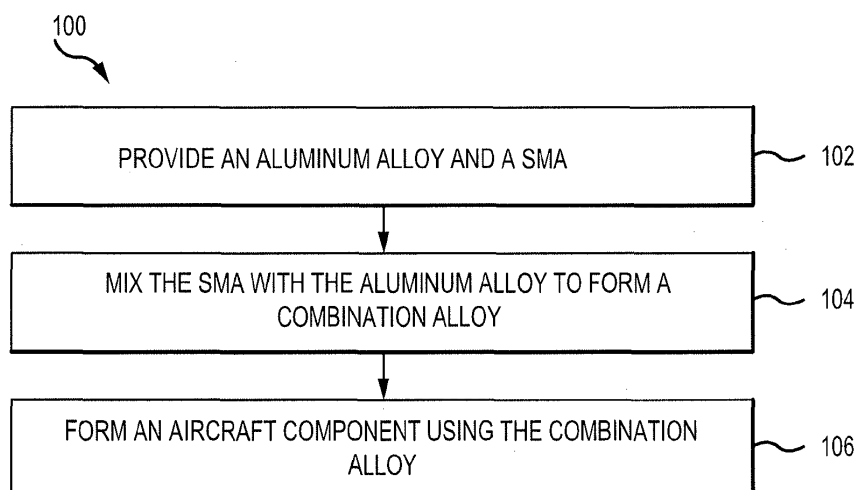 100
PROVIDE AN ALUMINUM ALLOY AND A SMA
102
MIX THE SMA WITH THE ALUMINUM ALLOY TO FORM A
COMBINATION ALLOY
104
FORM AN AIRCRAFT COMPONENT USING THE COMBINATION
ALLOY
106